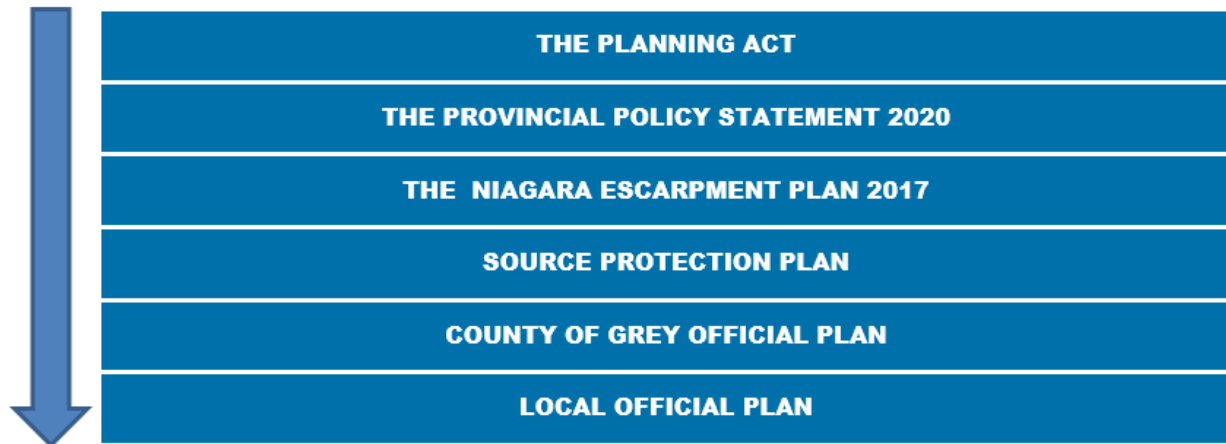 THE PLANNING ACT
THE PROVINCIAL POLICY STATEMENT 2020
THE NIAGARA ESCARPMENT PLAN 2017
SOURCE PROTECTION PLAN
COUNTY OF GREY OFFICIAL PLAN
LOCAL OFFICIAL PLAN